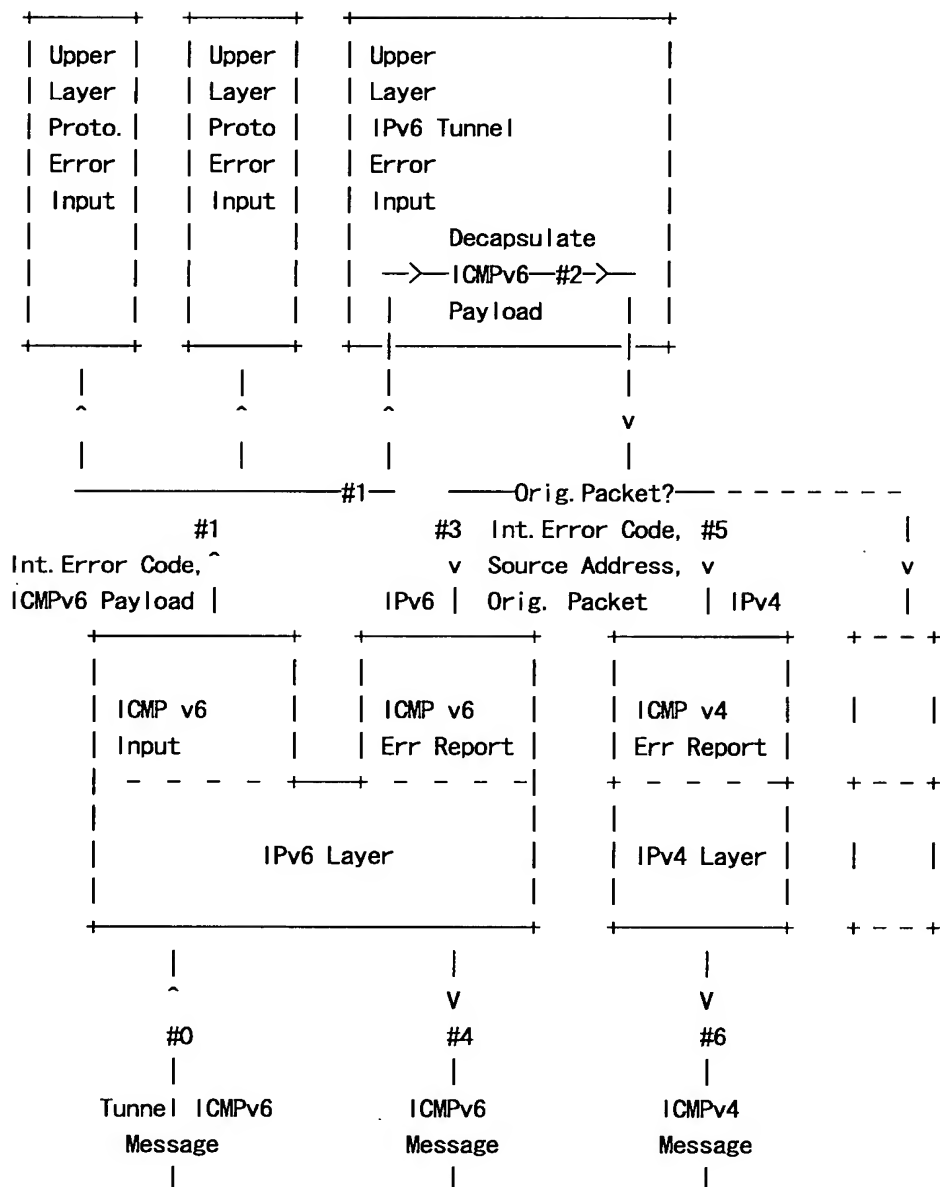 Upper Upper Upper
Layer Layer Layer
Proto. Proto IPv6 Tunnel
Error Error Error
Input Input Input
Decapsulate
-->--ICMPv6--#2->--
Payload
--#1-- --Orig.Packet?--
#1 #3 Int.Error Code, #5
Int.Error Code, Source Address,
ICMPv6 Payload IPv6 Orig. Packet IPv4
ICMP v6 ICMP v6 ICMP v4
Input Err Report Err Report
IPv6 Layer IPv4 Layer
#0 #4 #6
Tunnel ICMPv6 ICMPv6 ICMPv4
Message Message Message